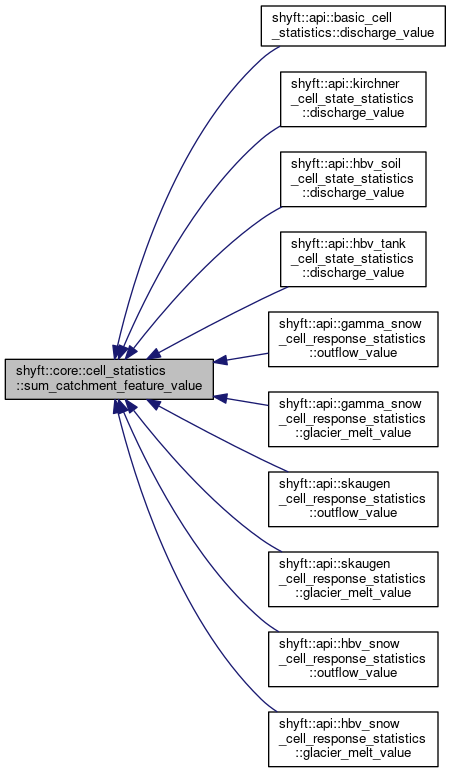 shyft::api::basic_cell
_statistics::discharge_value
shyft::api::kirchner
_cell_state_statistics
::discharge_value
shyft::api::hbv_soil
_cell_state_statistics
::discharge_value
shyft::api::hbv_tank
_cell_state_statistics
::discharge_value
shyft::api::gamma_snow
_cell_response_statistics
::outflow_value
shyft::core::cell_statistics
::sum_catchment_feature_value
shyft::api::gamma_snow
_cell_response_statistics
::glacier_melt_value
shyft::api::skaugen
_cell_response_statistics
::outflow_value
shyft::api::skaugen
_cell_response_statistics
::glacier_melt_value
shyft::api::hbv_snow
_cell_response_statistics
::outflow_value
shyft::api::hbv_snow
_cell_response_statistics
::glacier_melt_value